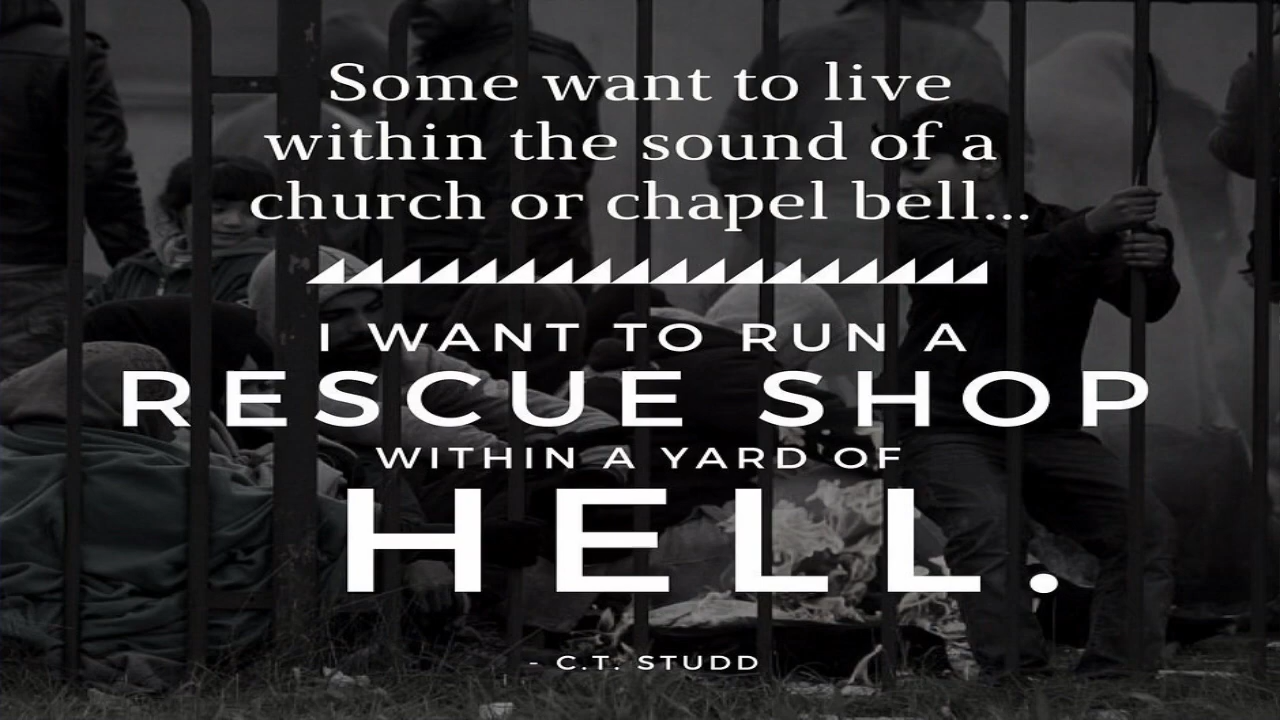 Some want to live
within the sound of a
church or chapel bell...
I WANT TO RUN A
RESCUE SHOP
WITHIN A YARD OF
HELL.
- C.T. STUDD